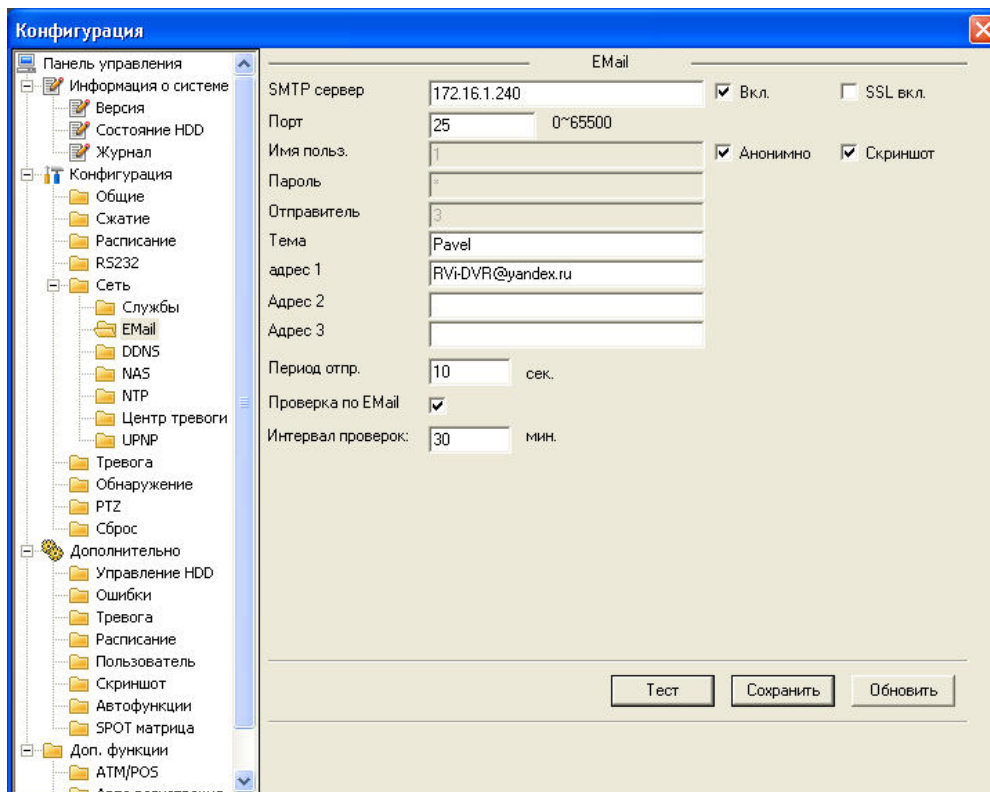 Конфигурация
Панель управления
Информация о системе
Версия
Состояние HDD
Журнал
Конфигурация
Общие
Сжатие
Расписание
RS232
Сеть
Службы
EMail
DDNS
NAS
NTP
Центр тревоги
UPNP
Тревога
Обнаружение
PTZ
Сброс
Дополнительно
Управление HDD
Ошибки
Тревога
Расписание
Пользователь
Скриншот
Автофункции
SPOT матрица
Доп. функции
ATM/POS
EMail
SMTP сервер 172.16.1.240 Вкл. SSL вкл.
Порт 25 0~65500
Имя польз. 1 Анонимно Скриншот
Пароль *
Отправитель 3
Тема Pavel
адрес 1 RVi-DVR@yandex.ru
Адрес 2
Адрес 3
Период отпр. 10 сек.
Проверка по EMail
Интервал проверок: 30 мин.
Тест Сохранить Обновить